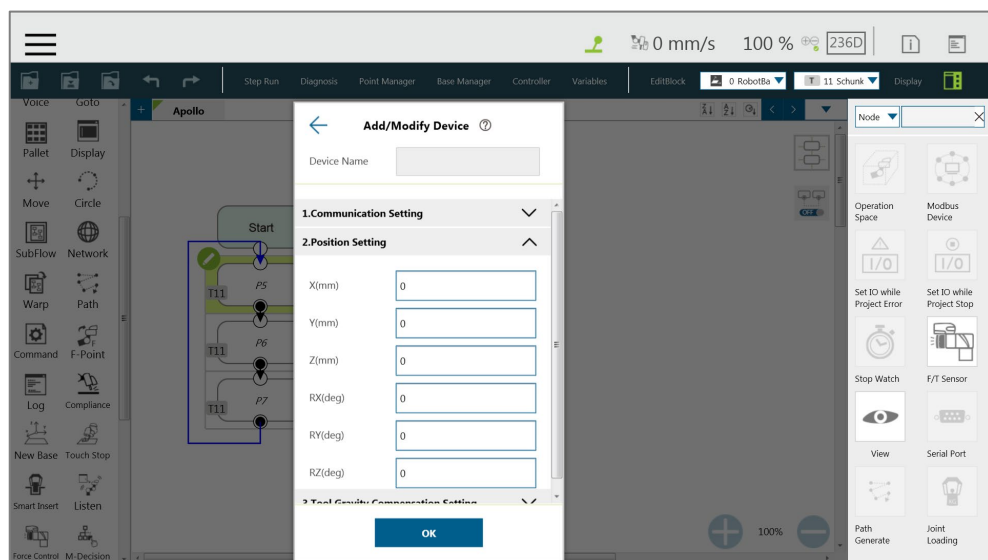 0 mm/s 100 % 236D
Step Run Diagnosis Point Manager Base Manager Controller Variables EditBlock 0 RobotBa T 11 Schunk Display
Voice Goto
Pallet Display
Move Circle
SubFlow Network
Warp Path
Command F-Point
Log Compliance
New Base Touch Stop
Smart Insert Listen
Force Control M-Decision
+ Apollo
Start
T11 P5
T11 P6
T11 P7
Add/Modify Device ?
Device Name
1.Communication Setting
2.Position Setting
X(mm) 0
Y(mm) 0
Z(mm) 0
RX(deg) 0
RY(deg) 0
RZ(deg) 0
3.Tool Gravity Compensation Setting
OK
OFF
100%
Node
Operation Space
Modbus Device
I/O I/O
Set IO while Project Error
Set IO while Project Stop
Stop Watch F/T Sensor
View Serial Port
Path Generate
Joint Loading